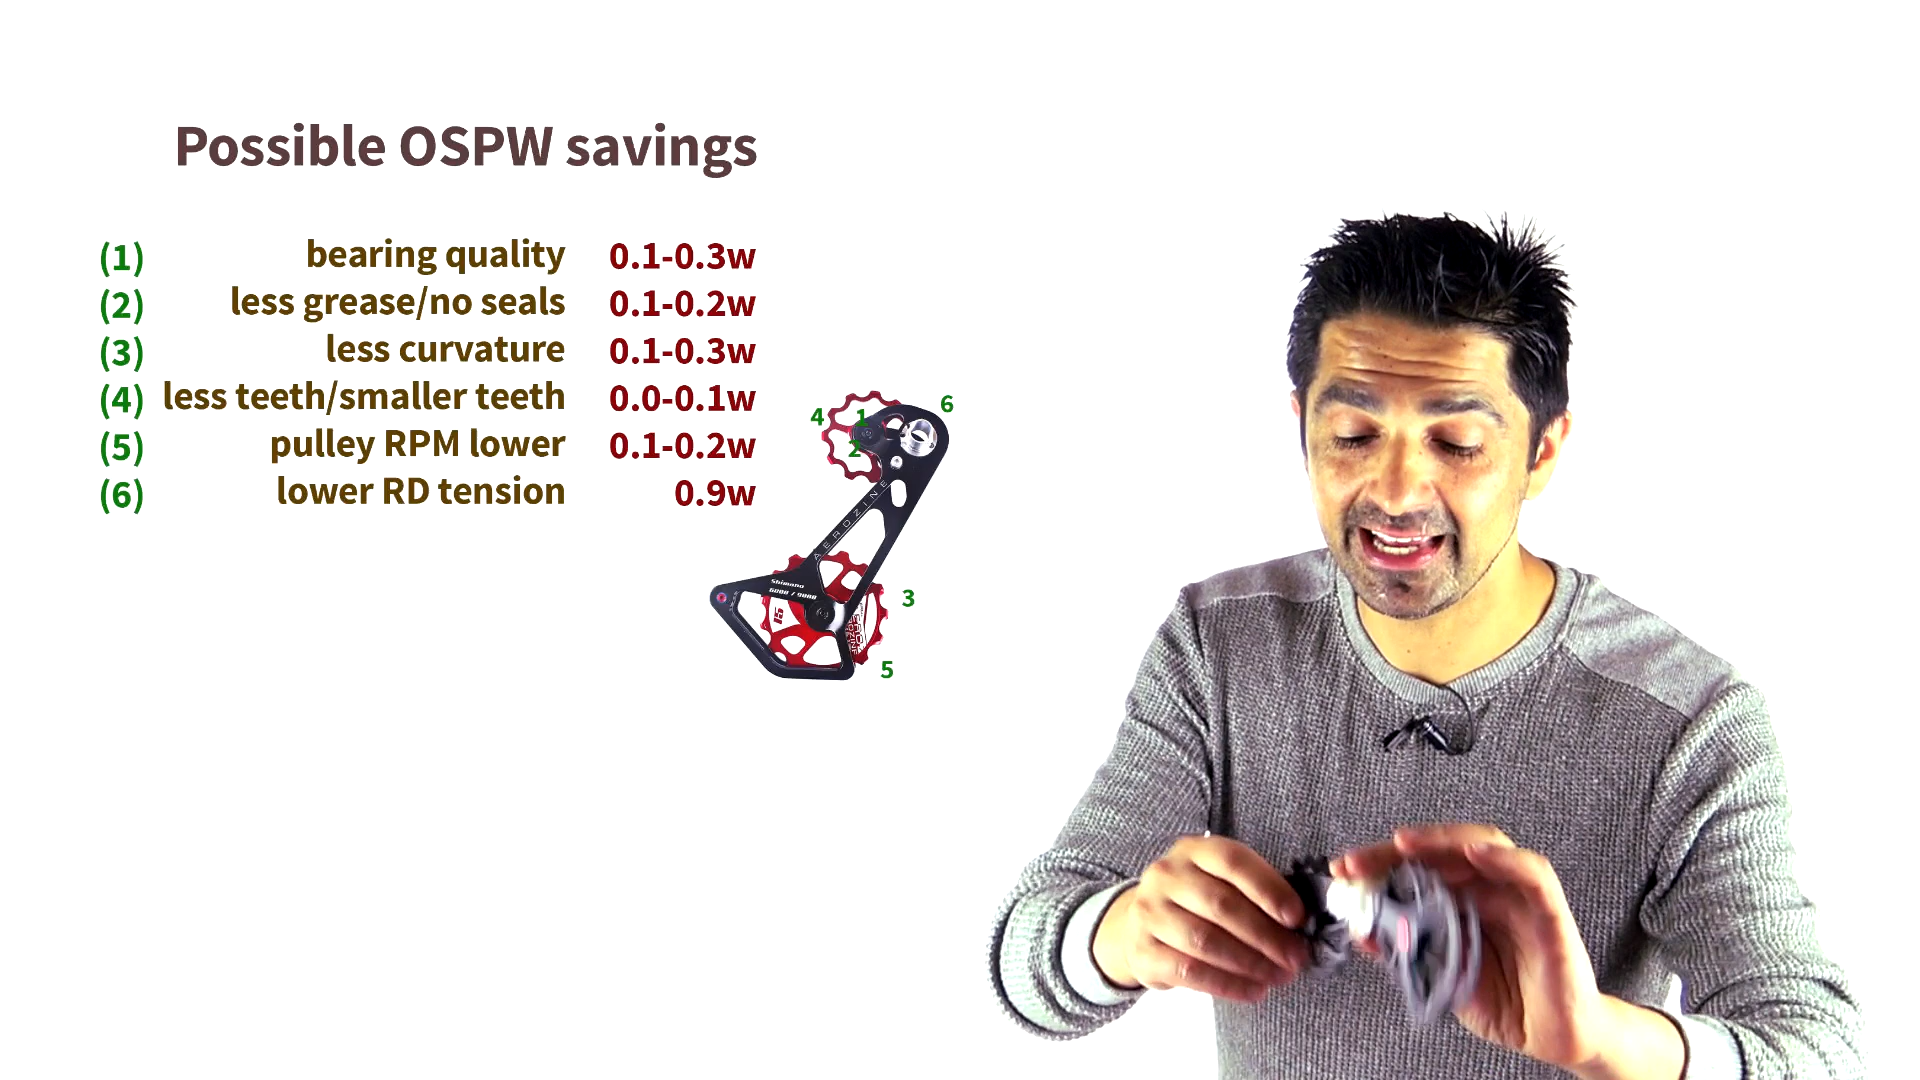 Possible OSPW savings
(1) bearing quality 0.1-0.3w
(2) less grease/no seals 0.1-0.2w
(3) less curvature 0.1-0.3w
(4) less teeth/smaller teeth 0.0-0.1w
(5) pulley RPM lower 0.1-0.2w
(6) lower RD tension 0.9w
6
4
1
2
AEROZINE
Shimano
3
5